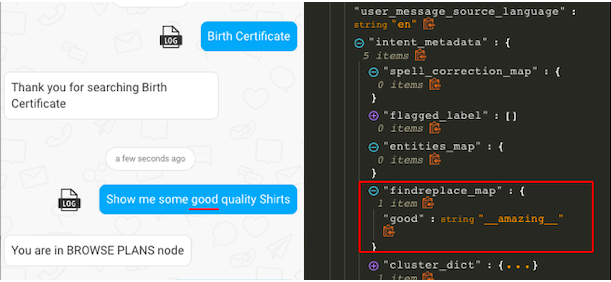 Birth Certificate
LOG
Thank you for searching Birth
Certificate
a few seconds ago
Show me some good quality Shirts
LOG
You are in BROWSE PLANS node
"user_message_source_language" :
string "en"
"intent_metadata" : {
5 items
"spell_correction_map" : {
0 items
}
"flagged_label" : []
0 items
"entities_map" : {
0 items
}
"findreplace_map" : {
1 item
"good" : string "__amazing__"
}
"cluster_dict" : {...}
1 item